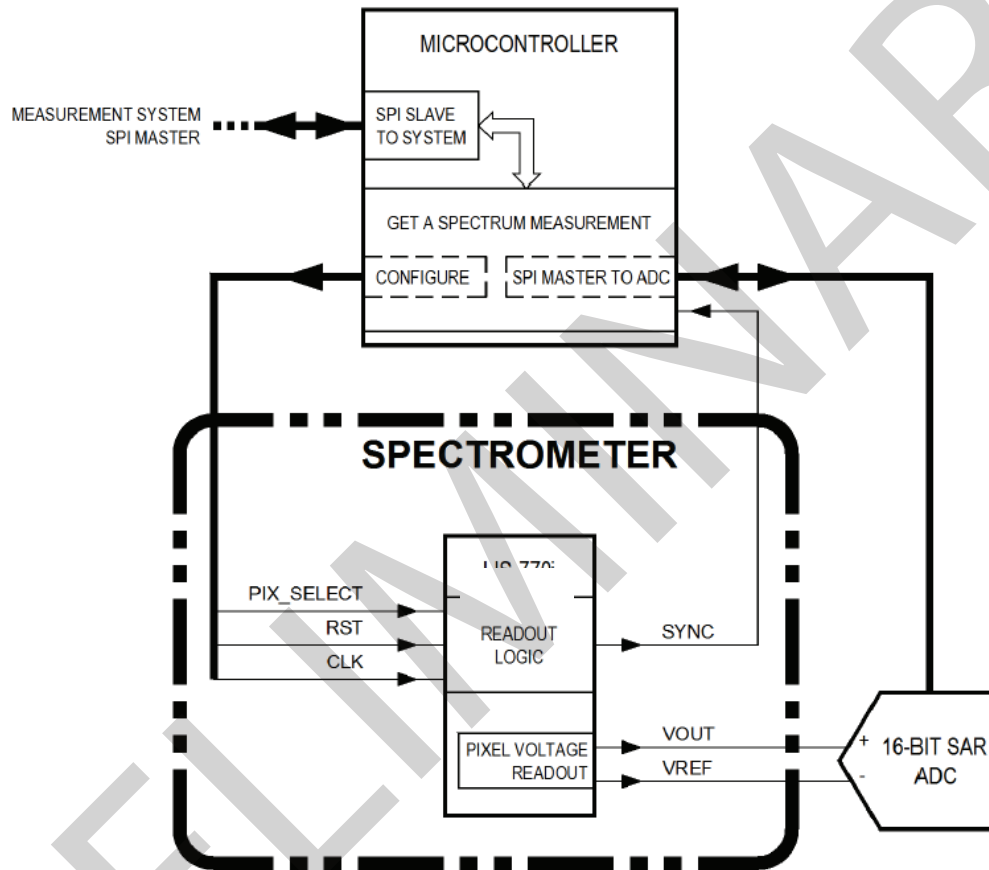 MICROCONTROLLER
MEASUREMENT SYSTEM
SPI MASTER
SPI SLAVE
TO SYSTEM
GET A SPECTRUM MEASUREMENT
CONFIGURE
SPI MASTER TO ADC
SPECTROMETER
PIX_SELECT
RST
CLK
READOUT
LOGIC
SYNC
PIXEL VOLTAGE
READOUT
VOUT
VREF
+
-
16-BIT SAR
ADC